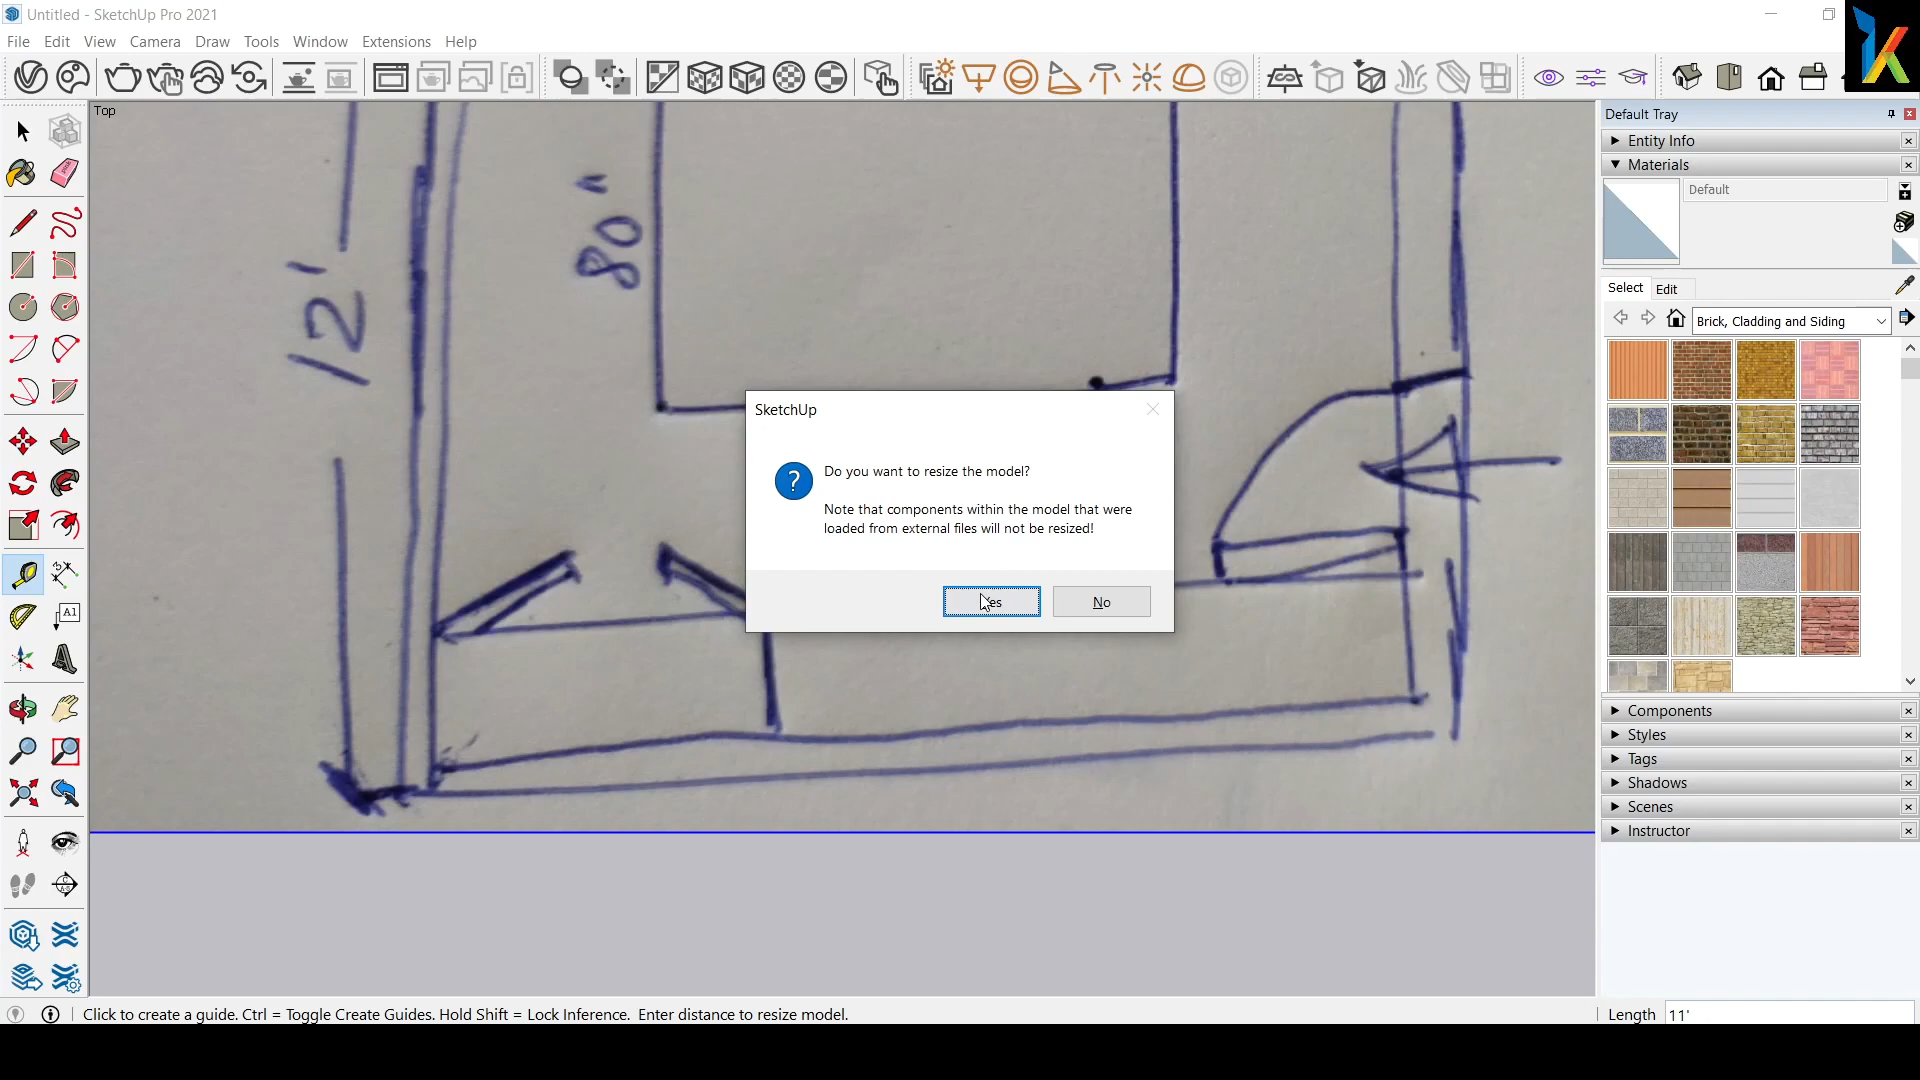 Untitled - SketchUp Pro 2021
File Edit View Camera Draw Tools Window Extensions Help
Top
12'
80"
SketchUp
Do you want to resize the model?
Note that components within the model that were
loaded from external files will not be resized!
Yes
No
Default Tray
Entity Info
Materials
Default
Select
Edit
Brick, Cladding and Siding
Components
Styles
Tags
Shadows
Scenes
Instructor
A1
Click to create a guide. Ctrl = Toggle Create Guides. Hold Shift = Lock Inference. Enter distance to resize model.
Length 11'